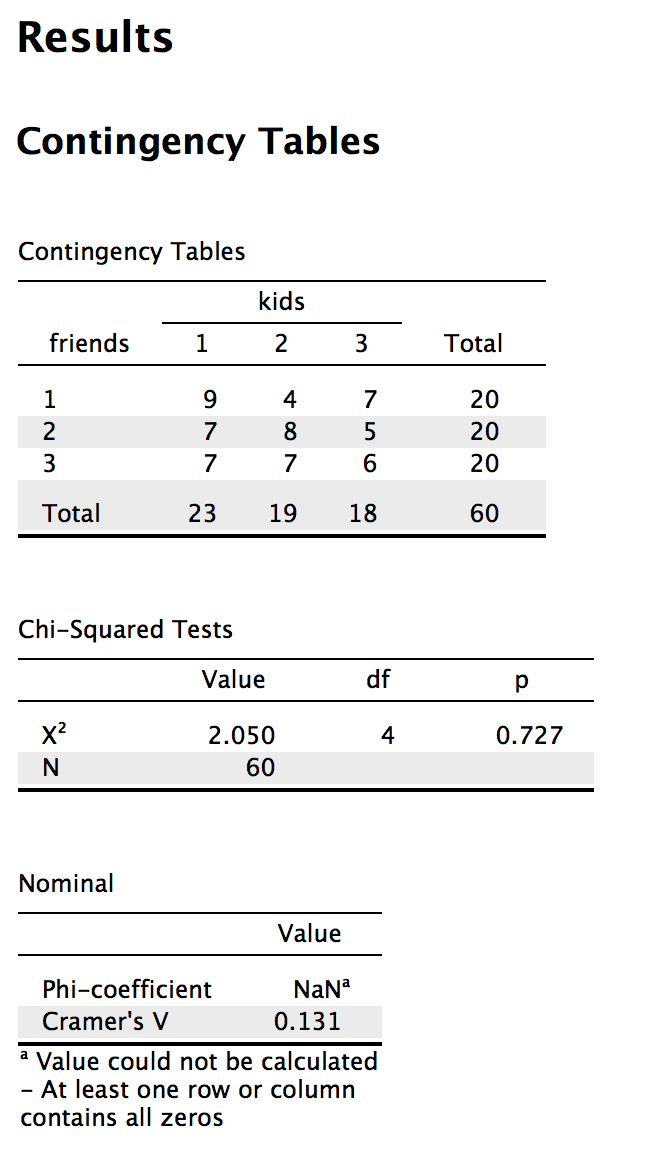 Results
Contingency Tables
Contingency Tables
kids
friends 1 2 3 Total
1 9 4 7 20
2 7 8 5 20
3 7 7 6 20
Total 23 19 18 60
Chi-Squared Tests
Value df p
X² 2.050 4 0.727
N 60
Nominal
Value
Phi-coefficient NaNᵃ
Cramer's V 0.131
ᵃ Value could not be calculated
- At least one row or column
contains all zeros